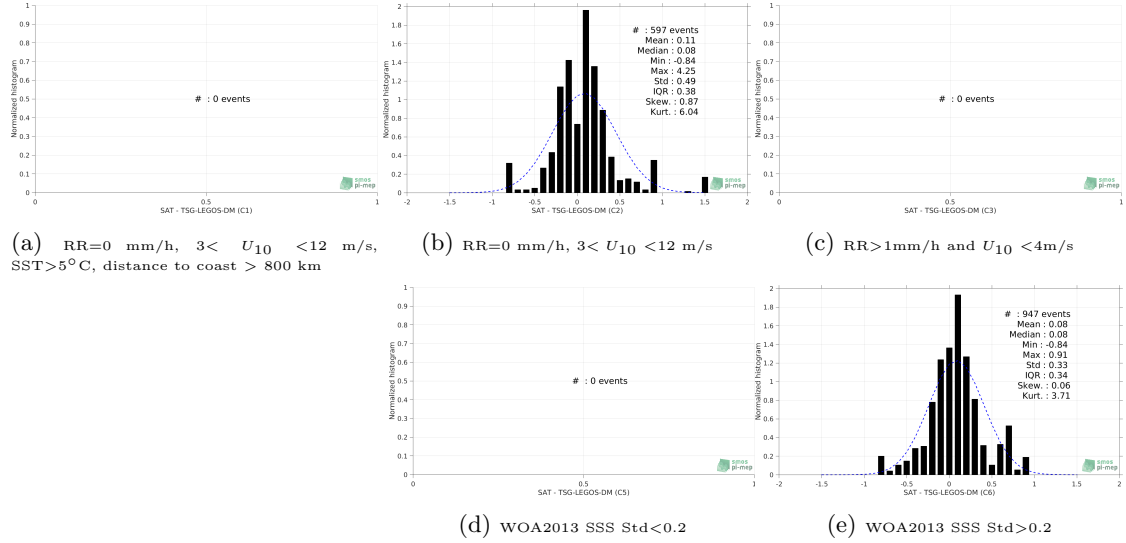 1
0.9
0.8
0.7
0.6
0.5
0.4
0.3
0.2
0.1
0
Normalized histogram
# : 0 events
smos
pi-mep
0 0.5 1
SAT - TSG-LEGOS-DM (C1)
(a) RR=0 mm/h, 3< U10 <12 m/s,
SST>5°C, distance to coast > 800 km
2
1.8
1.6
1.4
1.2
1
0.8
0.6
0.4
0.2
0
Normalized histogram
# : 597 events
Mean : 0.11
Median : 0.08
Min : -0.84
Max : 4.25
Std : 0.49
IQR : 0.38
Skew. : 0.87
Kurt. : 6.04
smos
pi-mep
-2 -1.5 -1 -0.5 0 0.5 1 1.5 2
SAT - TSG-LEGOS-DM (C2)
(b) RR=0 mm/h, 3< U10 <12 m/s
1
0.9
0.8
0.7
0.6
0.5
0.4
0.3
0.2
0.1
0
Normalized histogram
# : 0 events
smos
pi-mep
0 0.5 1
SAT - TSG-LEGOS-DM (C3)
(c) RR>1mm/h and U10 <4m/s
1
0.9
0.8
0.7
0.6
0.5
0.4
0.3
0.2
0.1
0
Normalized histogram
# : 0 events
smos
pi-mep
0 0.5 1
SAT - TSG-LEGOS-DM (C5)
(d) WOA2013 SSS Std<0.2
2
1.8
1.6
1.4
1.2
1
0.8
0.6
0.4
0.2
0
Normalized histogram
# : 947 events
Mean : 0.08
Median : 0.08
Min : -0.84
Max : 0.91
Std : 0.33
IQR : 0.34
Skew. : 0.06
Kurt. : 3.71
smos
pi-mep
-2 -1.5 -1 -0.5 0 0.5 1 1.5 2
SAT - TSG-LEGOS-DM (C6)
(e) WOA2013 SSS Std>0.2